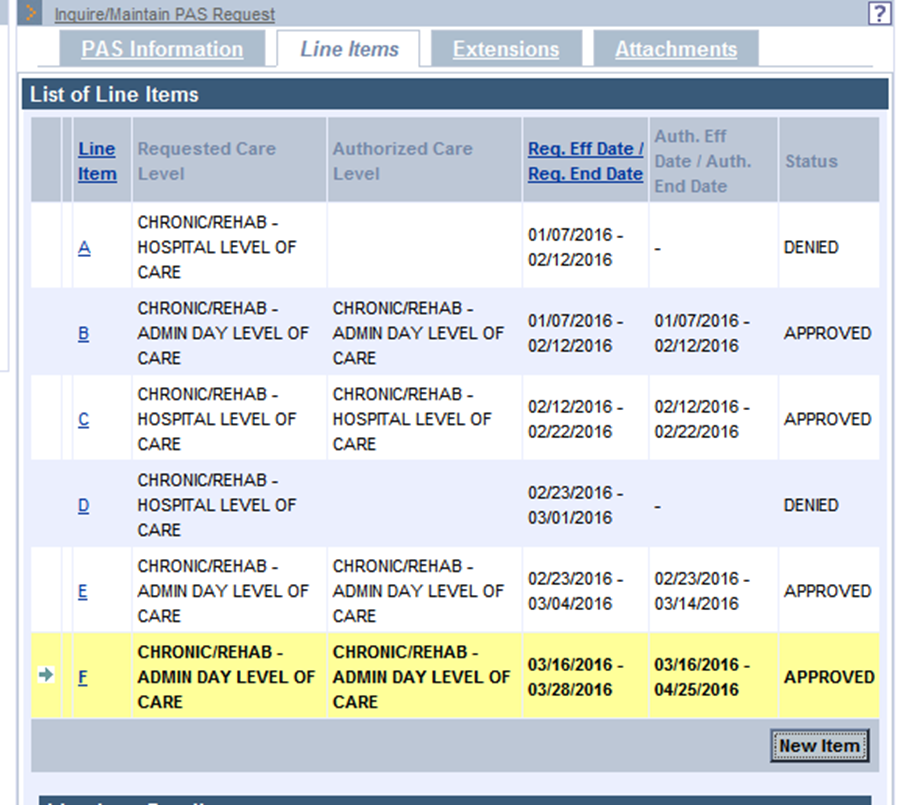 Inquire/Maintain PAS Request
?
PAS Information Line Items Extensions Attachments
List of Line Items
Line Item Requested Care Level Authorized Care Level Req. Eff Date / Req. End Date Auth. Eff Date / Auth. End Date Status
A CHRONIC/REHAB - HOSPITAL LEVEL OF CARE 01/07/2016 - 02/12/2016 - DENIED
B CHRONIC/REHAB - ADMIN DAY LEVEL OF CARE CHRONIC/REHAB - ADMIN DAY LEVEL OF CARE 01/07/2016 - 02/12/2016 01/07/2016 - 02/12/2016 APPROVED
C CHRONIC/REHAB - HOSPITAL LEVEL OF CARE CHRONIC/REHAB - HOSPITAL LEVEL OF CARE 02/12/2016 - 02/22/2016 02/12/2016 - 02/22/2016 APPROVED
D CHRONIC/REHAB - HOSPITAL LEVEL OF CARE 02/23/2016 - 03/01/2016 - DENIED
E CHRONIC/REHAB - ADMIN DAY LEVEL OF CARE CHRONIC/REHAB - ADMIN DAY LEVEL OF CARE 02/23/2016 - 03/04/2016 02/23/2016 - 03/14/2016 APPROVED
F CHRONIC/REHAB - ADMIN DAY LEVEL OF CARE CHRONIC/REHAB - ADMIN DAY LEVEL OF CARE 03/16/2016 - 03/28/2016 03/16/2016 - 04/25/2016 APPROVED
New Item